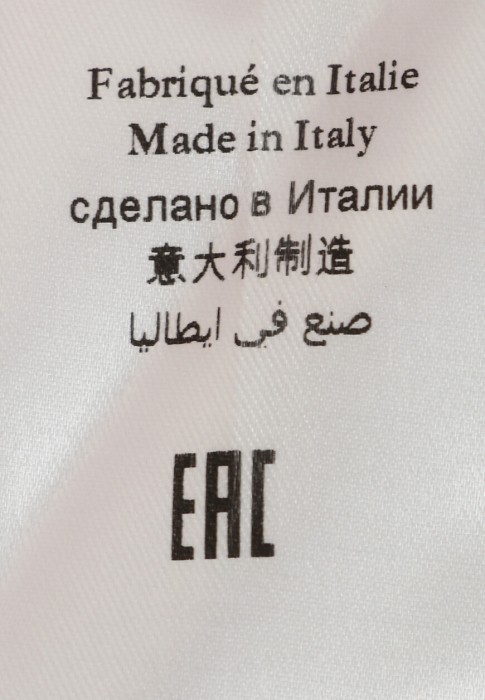 Fabriqué en Italie
Made in Italy
сделано в Италии
意大利制造
صنع في ايطاليا
EAC